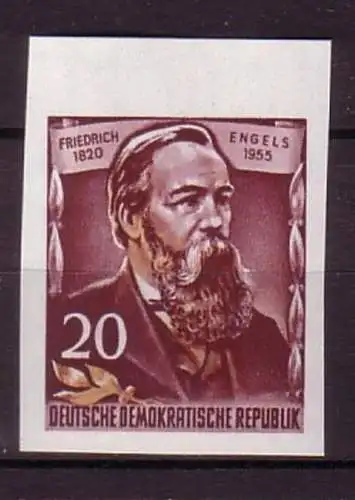 FRIEDRICH ENGELS
1820 1955
20
DEUTSCHE DEMOKRATISCHE REPUBLIK